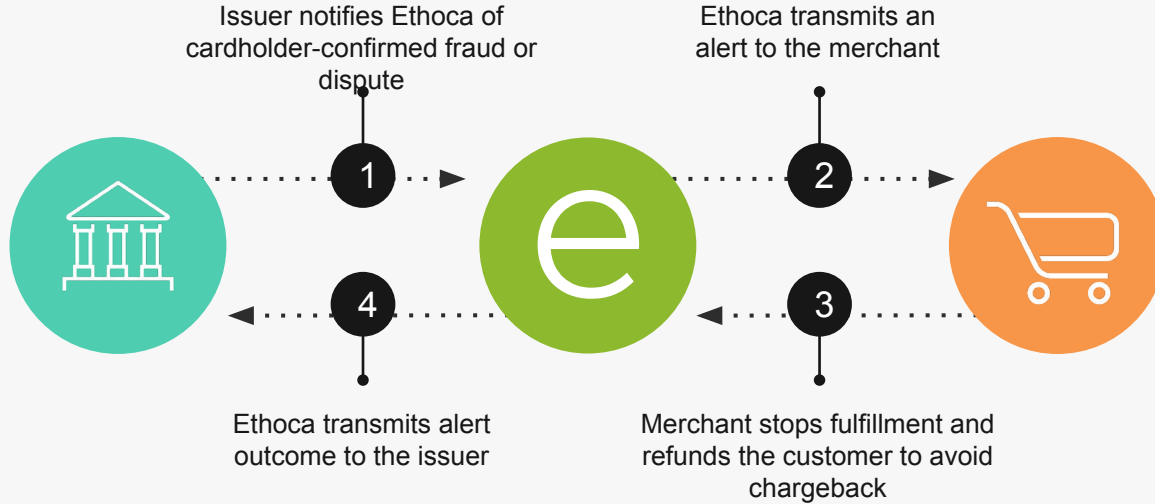 Issuer notifies Ethoca of
cardholder-confirmed fraud or
dispute
Ethoca transmits an
alert to the merchant
1
2
e
4
3
Ethoca transmits alert
outcome to the issuer
Merchant stops fulfillment and
refunds the customer to avoid
chargeback